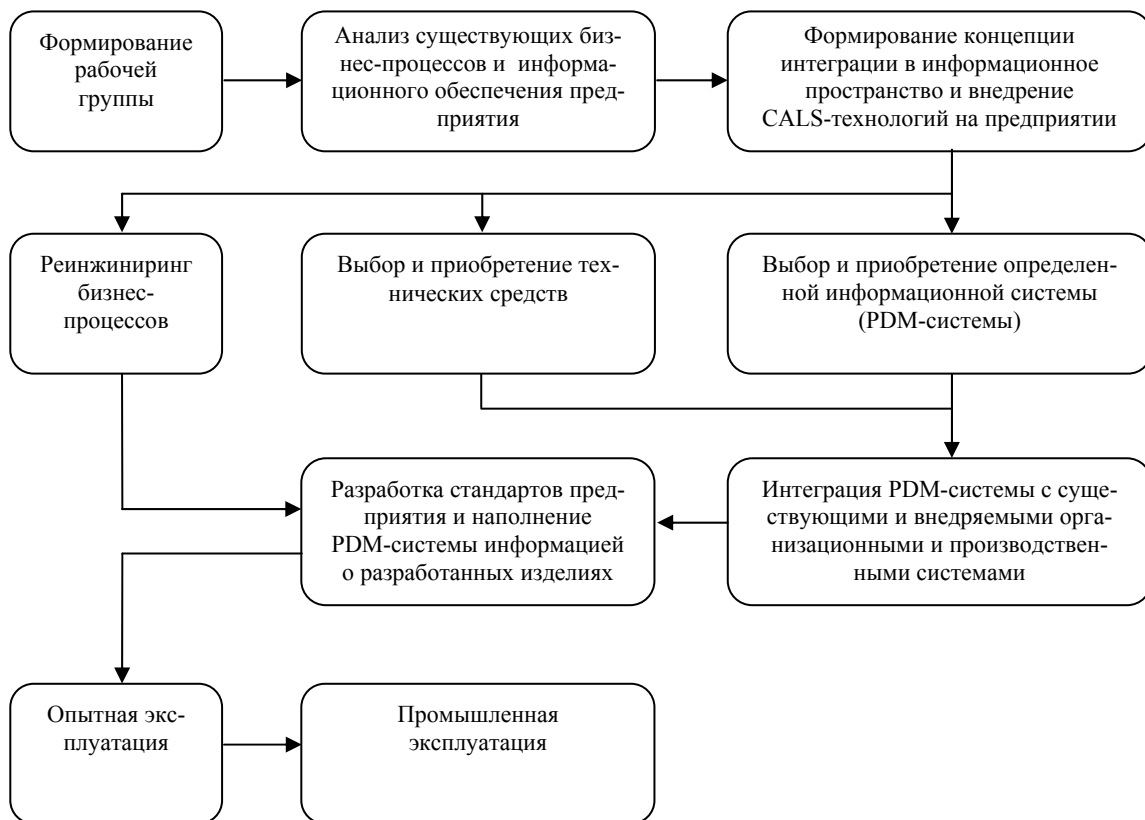 Формирование
рабочей
группы
Анализ существующих биз-
нес-процессов и информа-
ционного обеспечения пред-
приятия
Формирование концепции
интеграции в информационное
пространство и внедрение
CALS-технологий на предприятии
Реинжиниринг
бизнес-
процессов
Выбор и приобретение тех-
нических средств
Выбор и приобретение определен-
ной информационной системы
(PDM-системы)
Разработка стандартов пред-
приятия и наполнение
PDM-системы информацией
о разработанных изделиях
Интеграция PDM-системы с суще-
ствующими и внедряемыми орга-
низационными и производствен-
ными системами
Опытная экс-
плуатация
Промышленная
эксплуатация